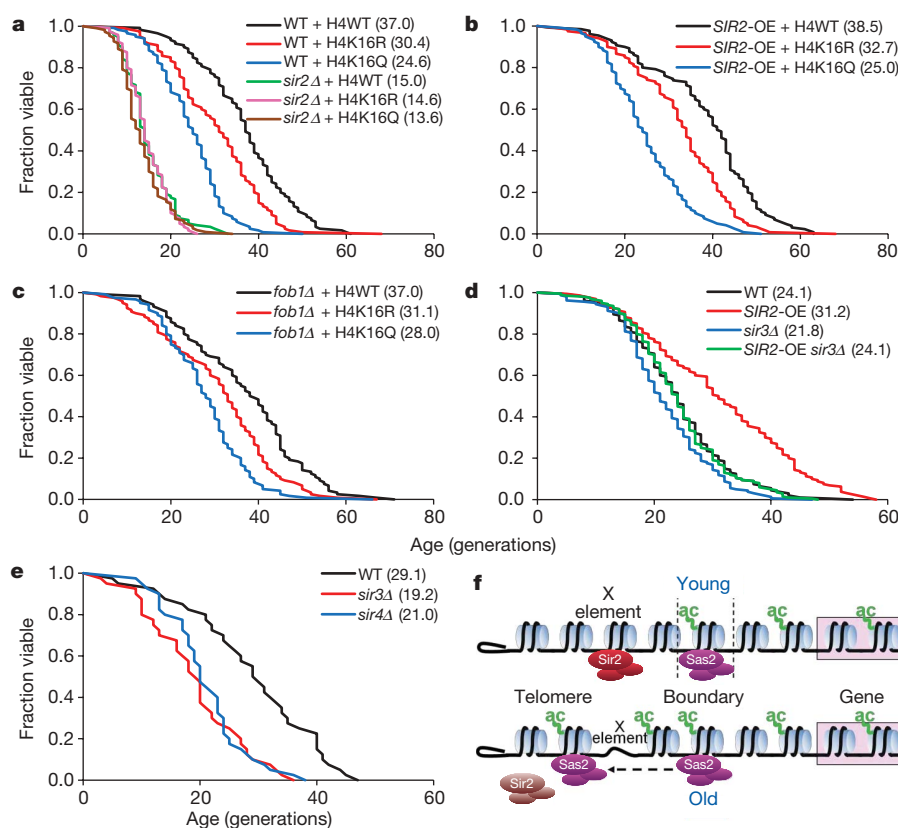 a
WT + H4WT (37.0)
WT + H4K16R (30.4)
WT + H4K16Q (24.6)
sir2Δ + H4WT (15.0)
sir2Δ + H4K16R (14.6)
sir2Δ + H4K16Q (13.6)
Fraction viable
1.0
0.8
0.6
0.4
0.2
0.0
0 20 40 60 80
b
SIR2-OE + H4WT (38.5)
SIR2-OE + H4K16R (32.7)
SIR2-OE + H4K16Q (25.0)
1.0
0.8
0.6
0.4
0.2
0.0
0 20 40 60 80
c
fob1Δ + H4WT (37.0)
fob1Δ + H4K16R (31.1)
fob1Δ + H4K16Q (28.0)
Fraction viable
1.0
0.8
0.6
0.4
0.2
0.0
0 20 40 60 80
d
WT (24.1)
SIR2-OE (31.2)
sir3Δ (21.8)
SIR2-OE sir3Δ (24.1)
1.0
0.8
0.6
0.4
0.2
0.0
0 20 40 60
Age (generations)
e
WT (29.1)
sir3Δ (19.2)
sir4Δ (21.0)
Fraction viable
1.0
0.8
0.6
0.4
0.2
0.0
0 20 40 60
Age (generations)
f
Young
X
element
ac ac ac
Sir2 Sas2
Telomere Boundary Gene
ac X ac ac ac ac
element
Sas2 Sas2
Sir2
Old